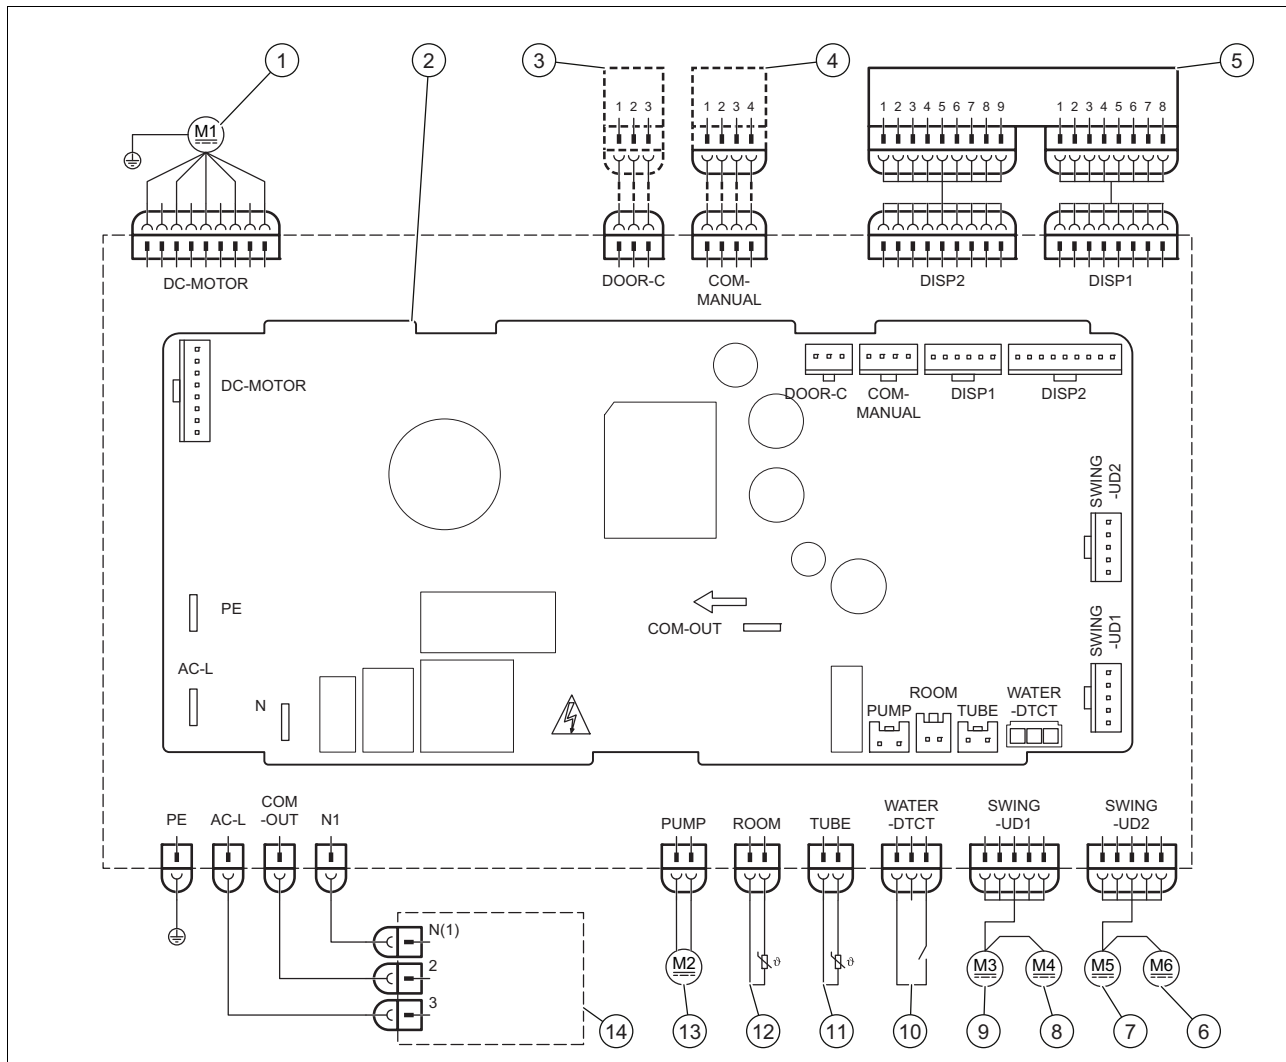 1
2
3
4
5
M1
1 2 3
1 2 3 4
1 2 3 4 5 6 7 8 9
1 2 3 4 5 6 7 8
DC-MOTOR
DOOR-C
COM-
MANUAL
DISP2
DISP1
DC-MOTOR
DOOR-C
COM-
MANUAL
DISP1
DISP2
SWING
-UD2
PE
COM-OUT
SWING
-UD1
AC-L
N
PUMP
ROOM
TUBE
WATER
-DTCT
PE
AC-L
COM
-OUT
N1
PUMP
ROOM
TUBE
WATER
-DTCT
SWING
-UD1
SWING
-UD2
N(1)
2
3
M2
ϑ
ϑ
M3
M4
M5
M6
14
13
12
11
10
9
8
7
6